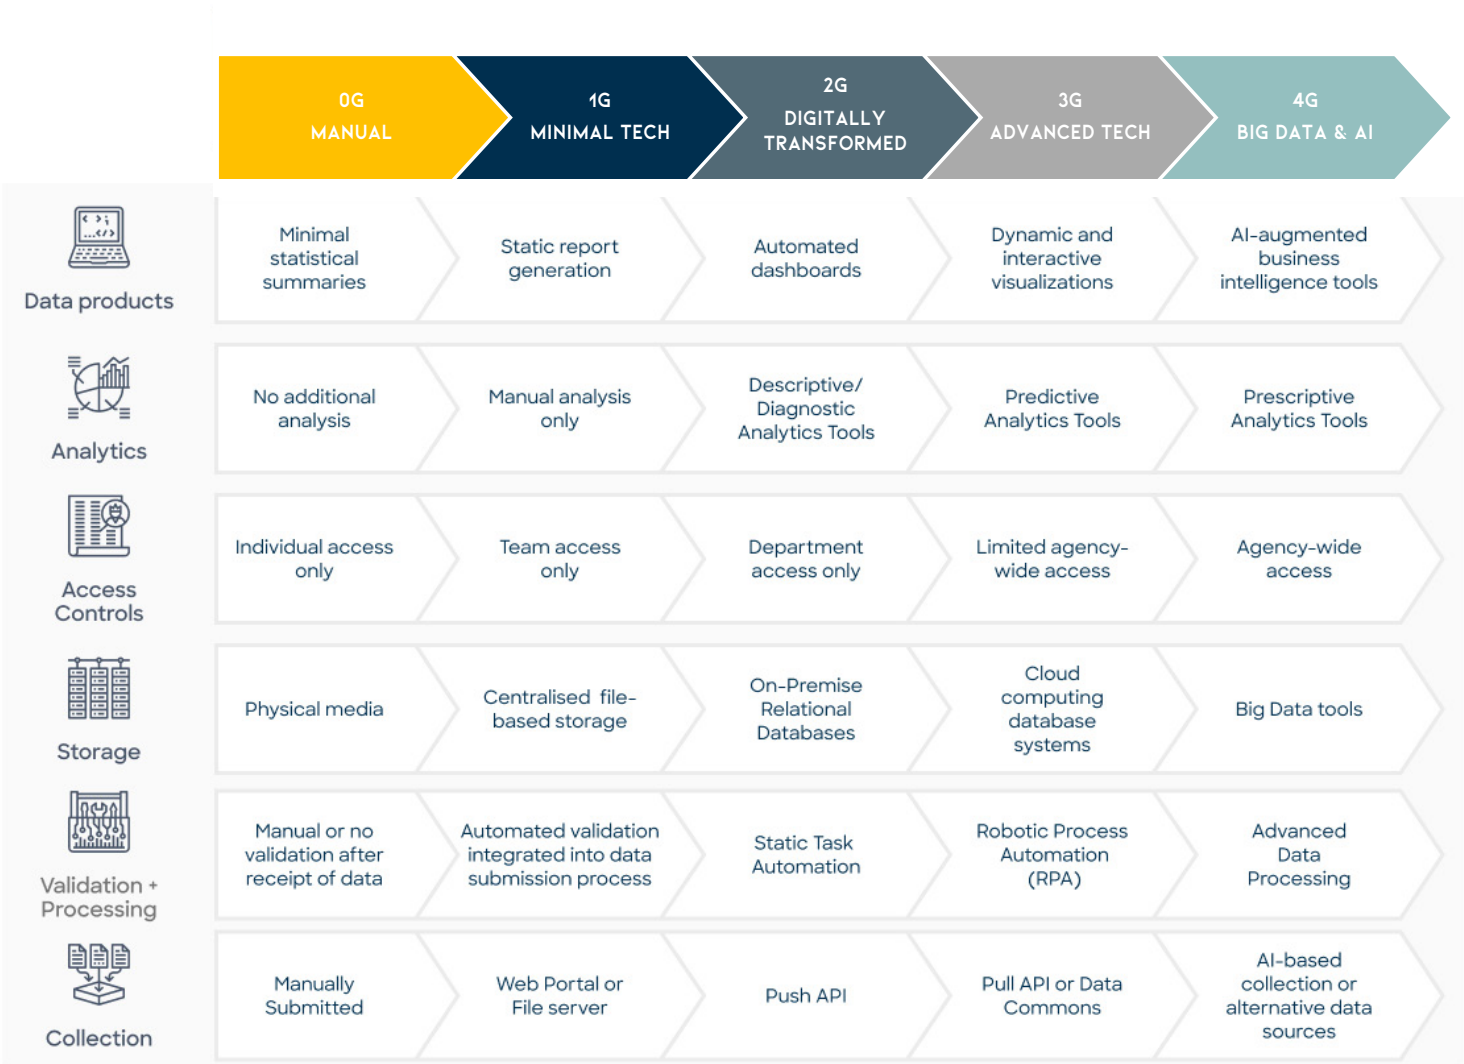 0G
MANUAL
1G
MINIMAL TECH
2G
DIGITALLY
TRANSFORMED
3G
ADVANCED TECH
4G
BIG DATA & AI
Data products
Minimal
statistical
summaries
Static report
generation
Automated
dashboards
Dynamic and
interactive
visualizations
AI-augmented
business
intelligence tools
Analytics
No additional
analysis
Manual analysis
only
Descriptive/
Diagnostic
Analytics Tools
Predictive
Analytics Tools
Prescriptive
Analytics Tools
Access
Controls
Individual access
only
Team access
only
Department
access only
Limited agency-
wide access
Agency-wide
access
Storage
Physical media
Centralised file-
based storage
On-Premise
Relational
Databases
Cloud
computing
database
systems
Big Data tools
Validation +
Processing
Manual or no
validation after
receipt of data
Automated validation
integrated into data
submission process
Static Task
Automation
Robotic Process
Automation
(RPA)
Advanced
Data
Processing
Collection
Manually
Submitted
Web Portal or
File server
Push API
Pull API or Data
Commons
AI-based
collection or
alternative data
sources